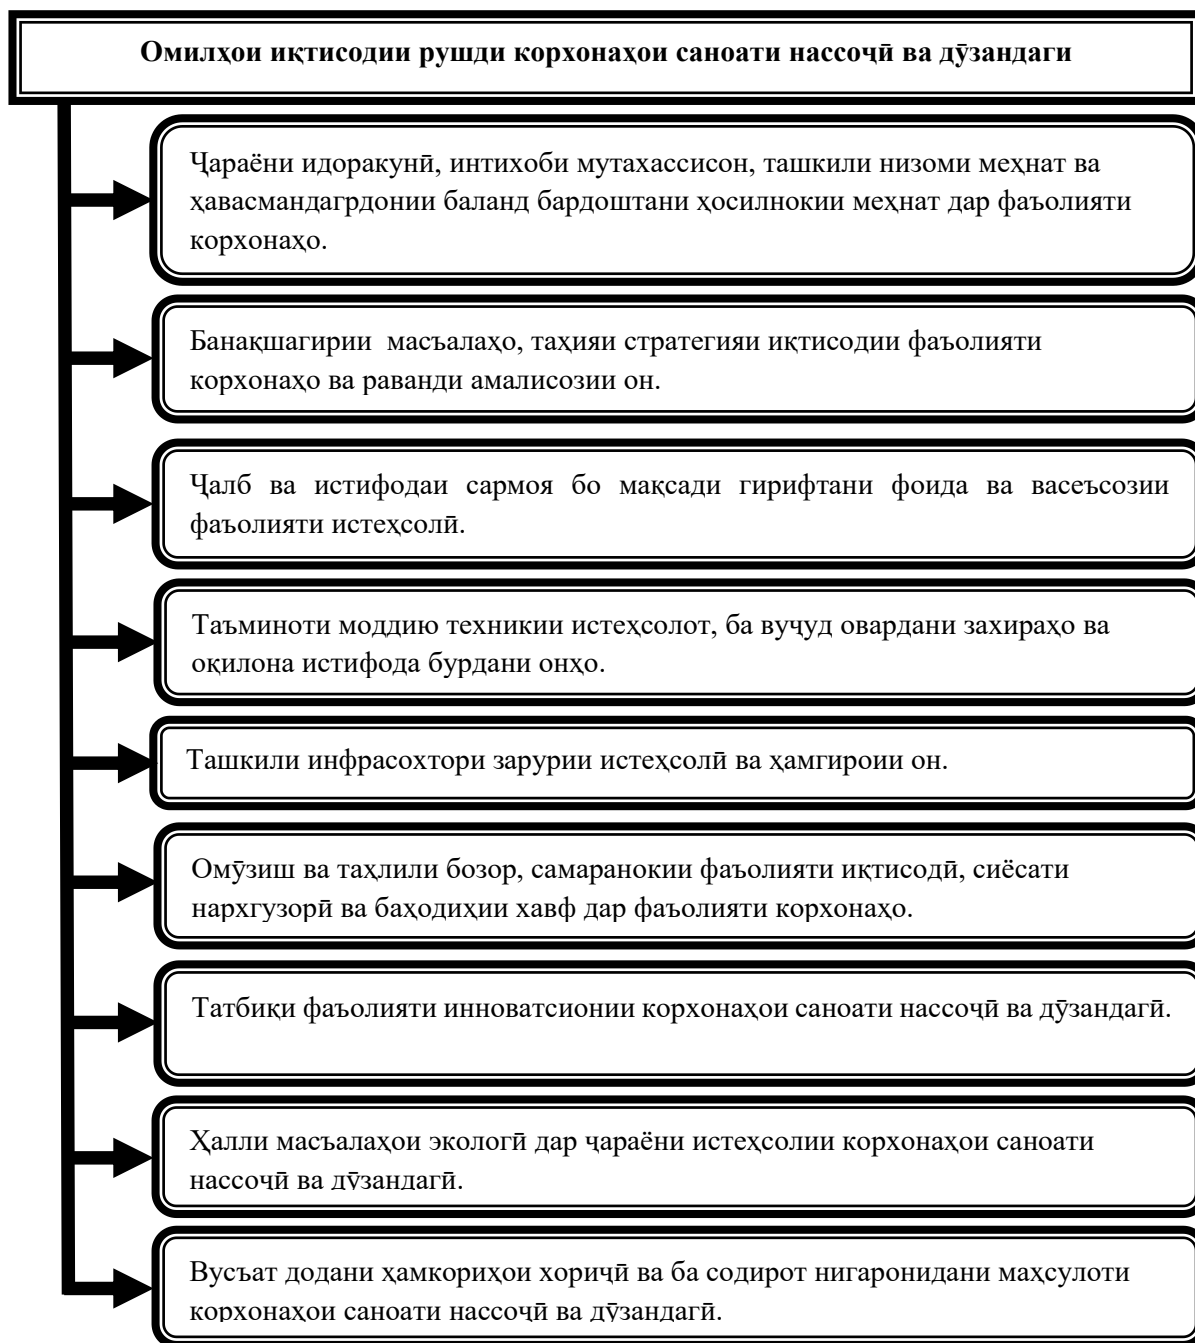 Омилҳои иқтисодии рушди корхонаҳои саноати нассоҷӣ ва дӯзандаги
Ҷараёни идоракунӣ, интихоби мутахассисон, ташкили низоми меҳнат ва
ҳавасмандагрдонии баланд бардоштани ҳосилнокии меҳнат дар фаъолияти
корхонаҳо.
Банақшагирии масъалаҳо, таҳияи стратегияи иқтисодии фаъолияти
корхонаҳо ва раванди амалисозии он.
Ҷалб ва истифодаи сармоя бо мақсади гирифтани фоида ва васеъсозии
фаъолияти истеҳсолӣ.
Таъминоти моддию техникии истеҳсолот, ба вуҷуд овардани захираҳо ва
оқилона истифода бурдани онҳо.
Ташкили инфрасохтори зарурии истеҳсолӣ ва ҳамгироии он.
Омӯзиш ва таҳлили бозор, самаранокии фаъолияти иқтисодӣ, сиёсати
нархгузорӣ ва баҳодиҳии хавф дар фаъолияти корхонаҳо.
Татбиқи фаъолияти инноватсионии корхонаҳои саноати нассоҷӣ ва дӯзандагӣ.
Ҳалли масъалаҳои экологӣ дар ҷараёни истеҳсолии корхонаҳои саноати
нассоҷӣ ва дӯзандагӣ.
Вусъат додани ҳамкориҳои хориҷӣ ва ба содирот нигаронидани маҳсулоти
корхонаҳои саноати нассоҷӣ ва дӯзандагӣ.